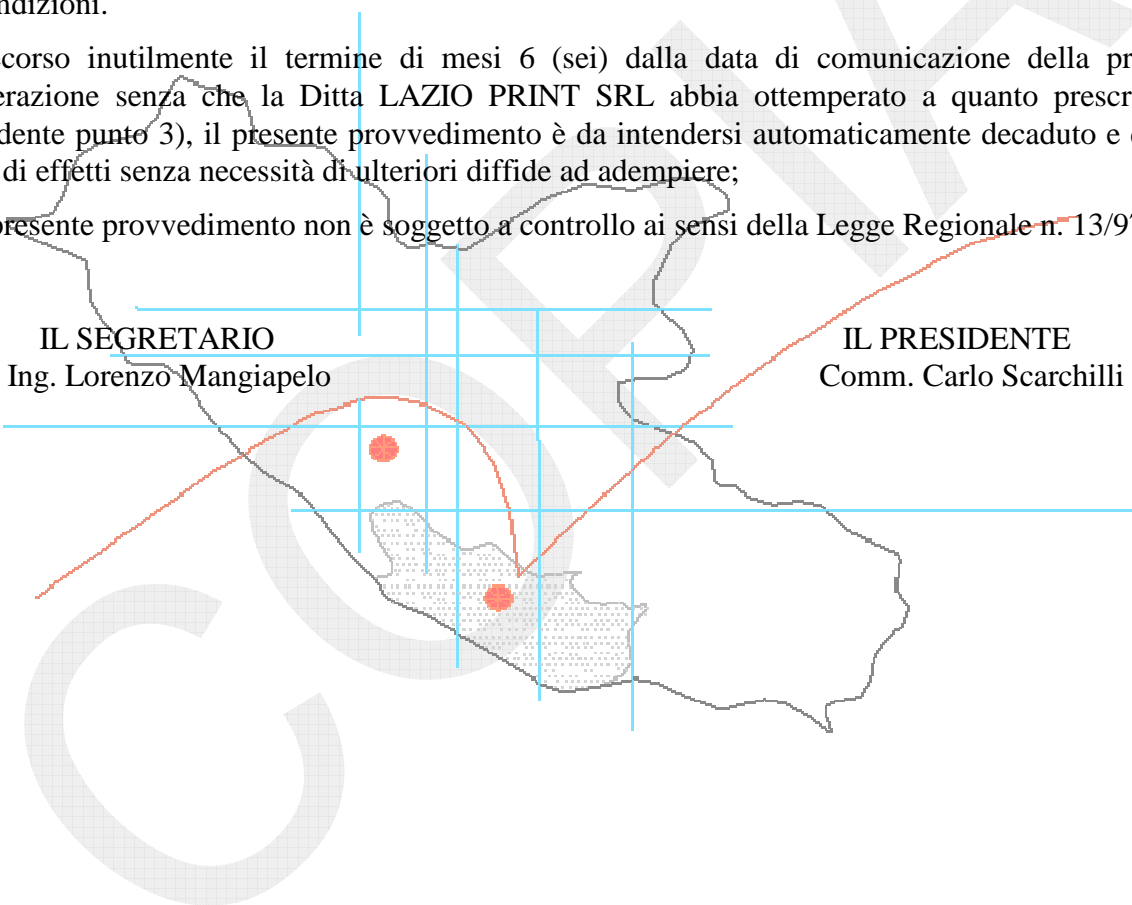 ndizioni.
corso inutilmente il termine di mesi 6 (sei) dalla data di comunicazione della pr
erazione senza che la Ditta LAZIO PRINT SRL abbia ottemperato a quanto prescr
dente punto 3), il presente provvedimento è da intendersi automaticamente decaduto e
di effetti senza necessità di ulteriori diffide ad adempiere;
presente provvedimento non è soggetto a controllo ai sensi della Legge Regionale n. 13/97
IL SEGRETARIO IL PRESIDENTE
Ing. Lorenzo Mangiapelo Comm. Carlo Scarchilli
COPIA